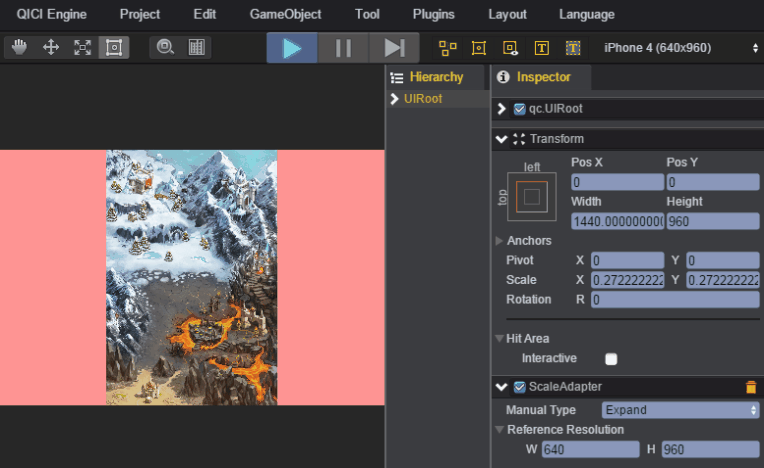 QICI Engine Project Edit GameObject Tool Plugins Layout Language
T T iPhone 4 (640x960)
Hierarchy Inspector
UIRoot qc.UIRoot
Transform
left Pos X Pos Y
top 0 0
Width Height
1440.00000000 960
Anchors
Pivot X 0 Y 0
Scale X 0.272222222 Y 0.272222222
Rotation R 0
Hit Area
Interactive
ScaleAdapter
Manual Type Expand
Reference Resolution
W 640 H 960